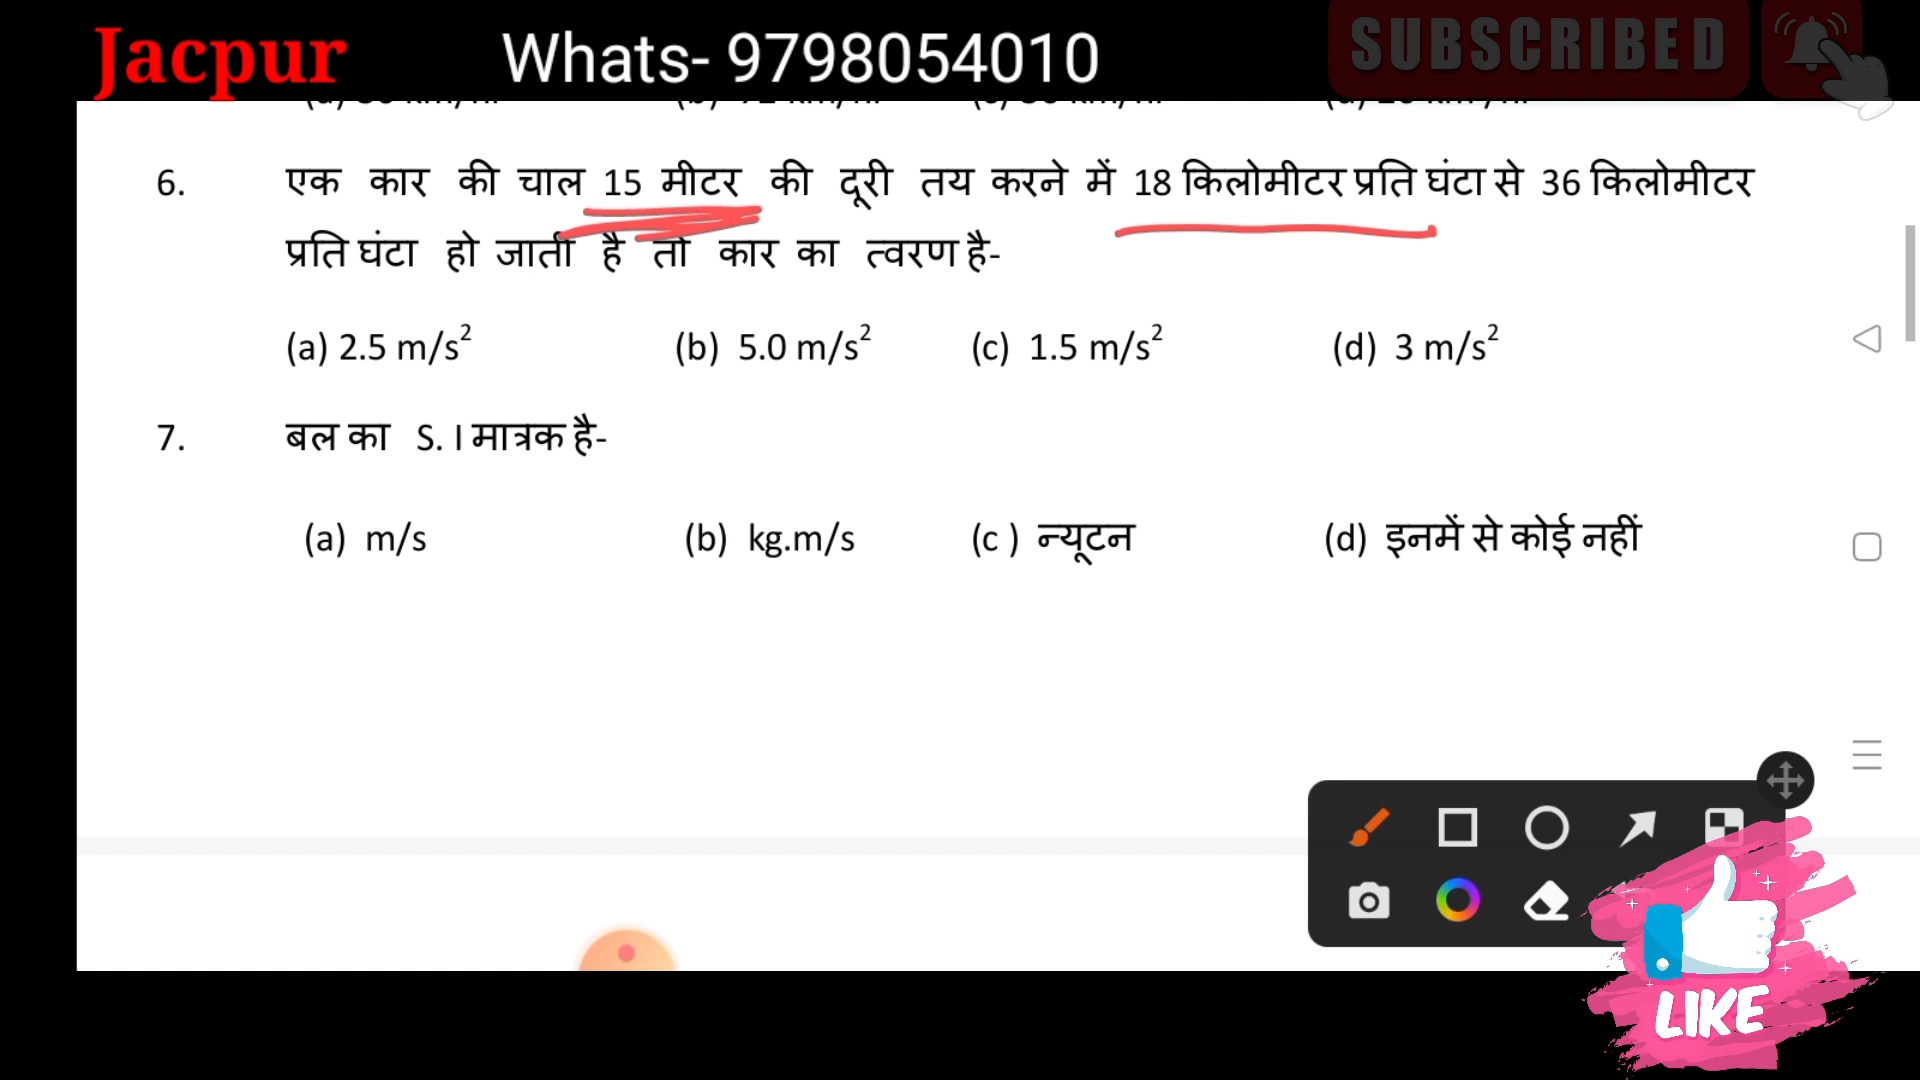 Jacpur Whats- 9798054010 SUBSCRIBED
6. एक कार की चाल 15 मीटर की दूरी तय करने में 18 किलोमीटर प्रति घंटा से 36 किलोमीटर
प्रति घंटा हो जाती है तो कार का त्वरण है-
(a) 2.5 m/s² (b) 5.0 m/s² (c) 1.5 m/s² (d) 3 m/s²
7. बल का S. I मात्रक है-
(a) m/s (b) kg.m/s (c ) न्यूटन (d) इनमें से कोई नहीं
LIKE